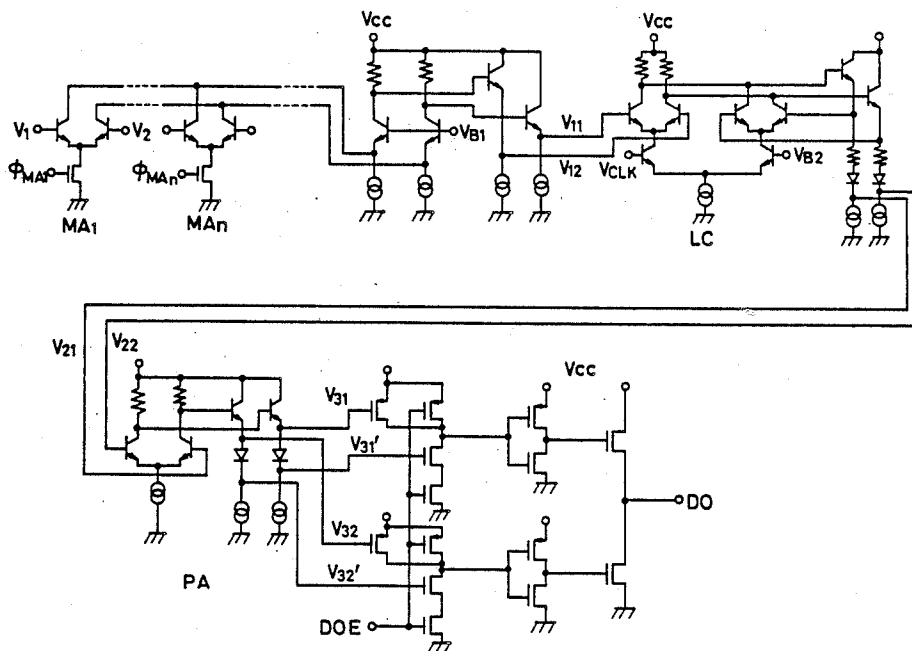 Vcc
Vcc
V1
V2
VB1
V11
V12
VCLK
VB2
ϕMA1
ϕMAn
MA1
MAn
LC
V21
V22
V31
Vcc
V31'
DO
V32
PA
V32'
DOE